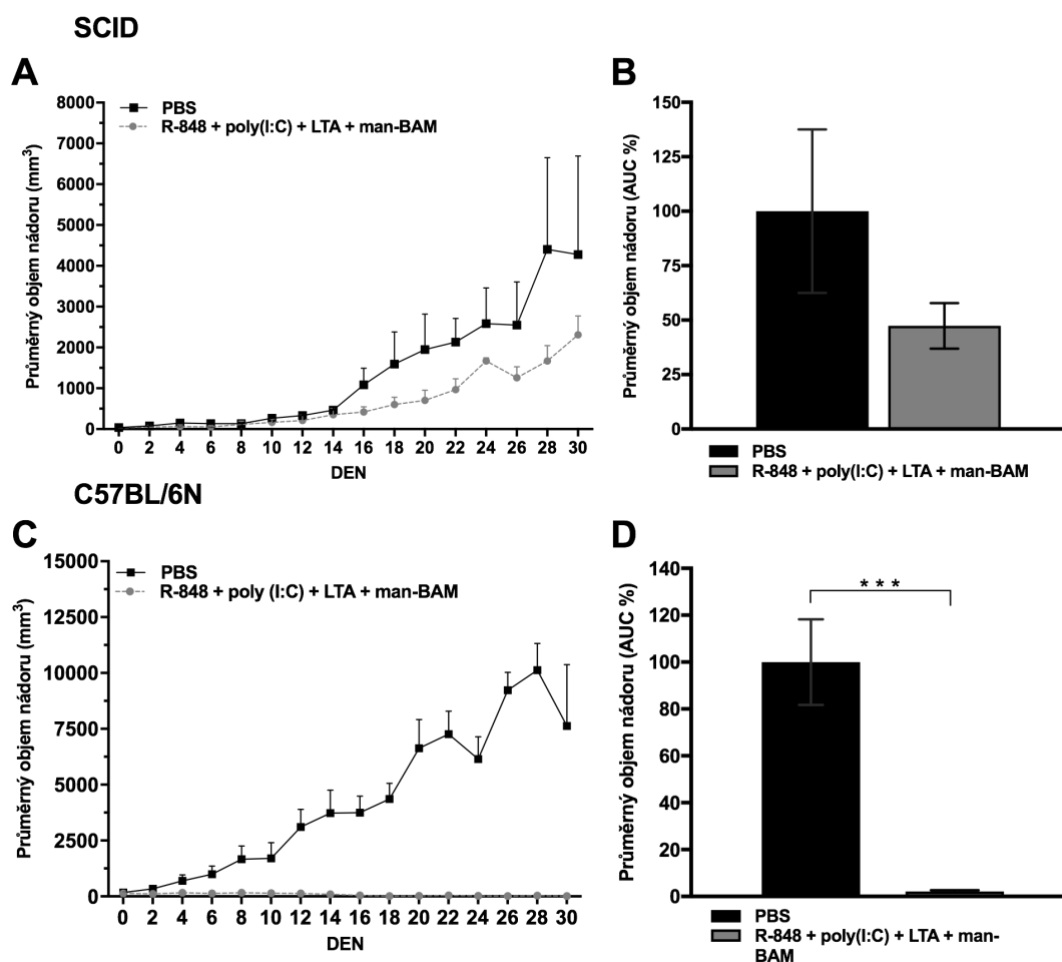 SCID
A
PBS
R-848 + poly(I:C) + LTA + man-BAM
Průměrný objem nádoru (mm³)
8000
7000
6000
5000
4000
3000
2000
1000
0
0 2 4 6 8 10 12 14 16 18 20 22 24 26 28 30
DEN
B
Průměrný objem nádoru (AUC %)
150
125
100
75
50
25
0
PBS
R-848 + poly(I:C) + LTA + man-BAM
C57BL/6N
C
PBS
R-848 + poly (I:C) + LTA + man-BAM
Průměrný objem nádoru (mm³)
15000
12500
10000
7500
5000
2500
0
0 2 4 6 8 10 12 14 16 18 20 22 24 26 28 30
DEN
D
Průměrný objem nádoru (AUC %)
140
120
100
80
60
40
20
0
***
PBS
R-848 + poly(I:C) + LTA + man-
BAM